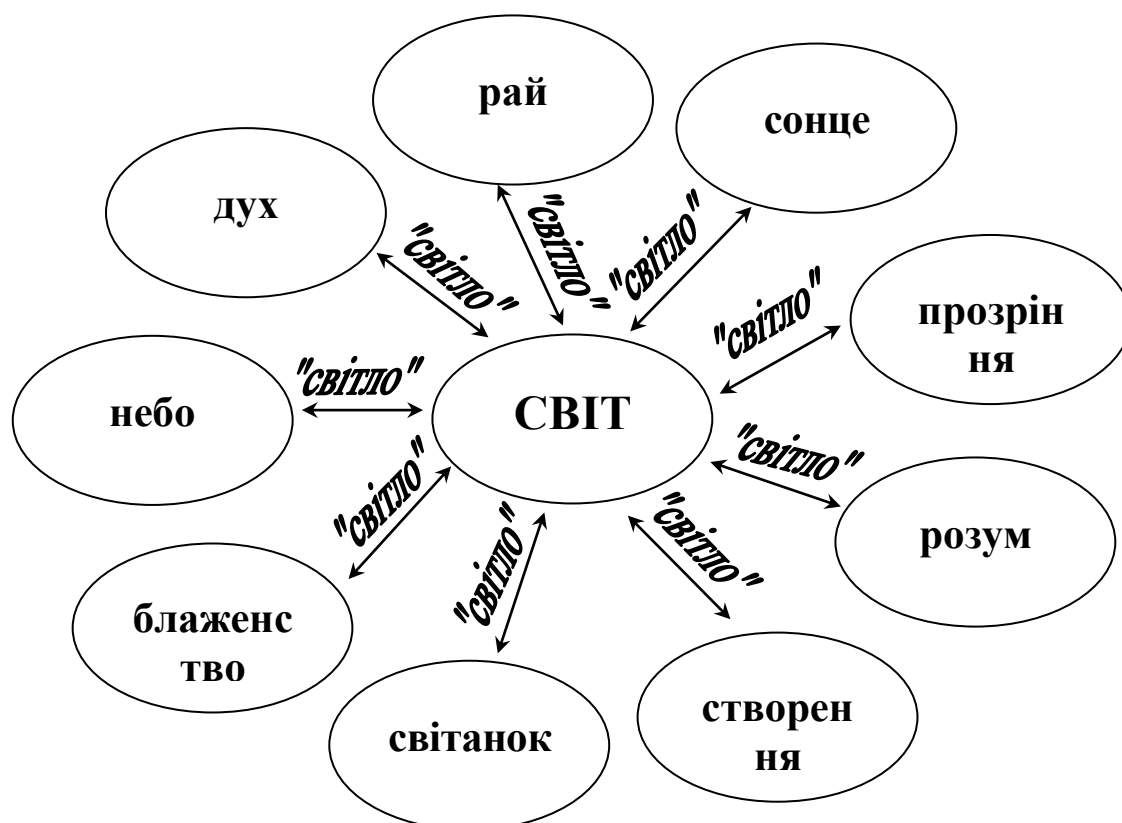 рай
сонце
дух
"світло"
"світло"
"світло"
"світло"
прозрін
ня
"світло"
небо
СВІТ
"світло"
розум
"світло"
"світло"
"світло"
блаженс
тво
світанок
створен
ня